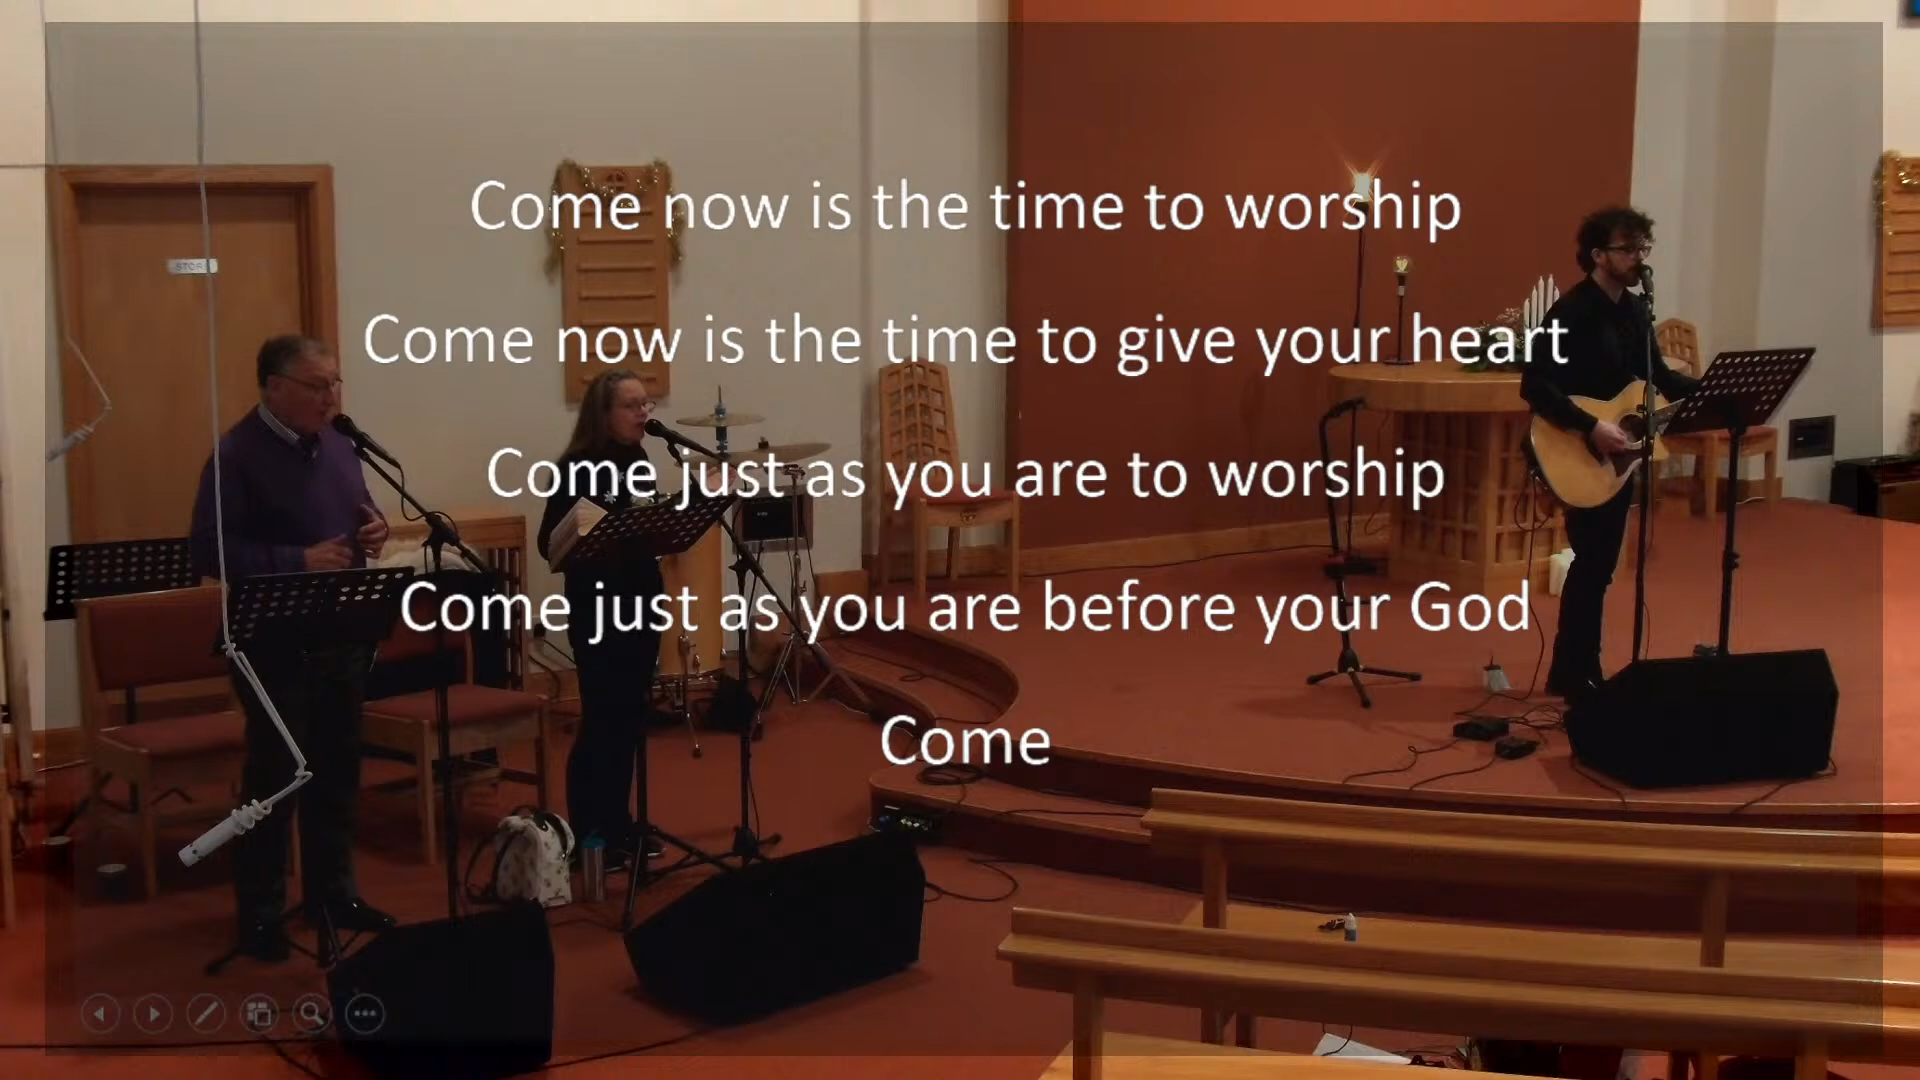 Come now is the time to worship
Come now is the time to give your heart
Come just as you are to worship
Come just as you are before your God
Come